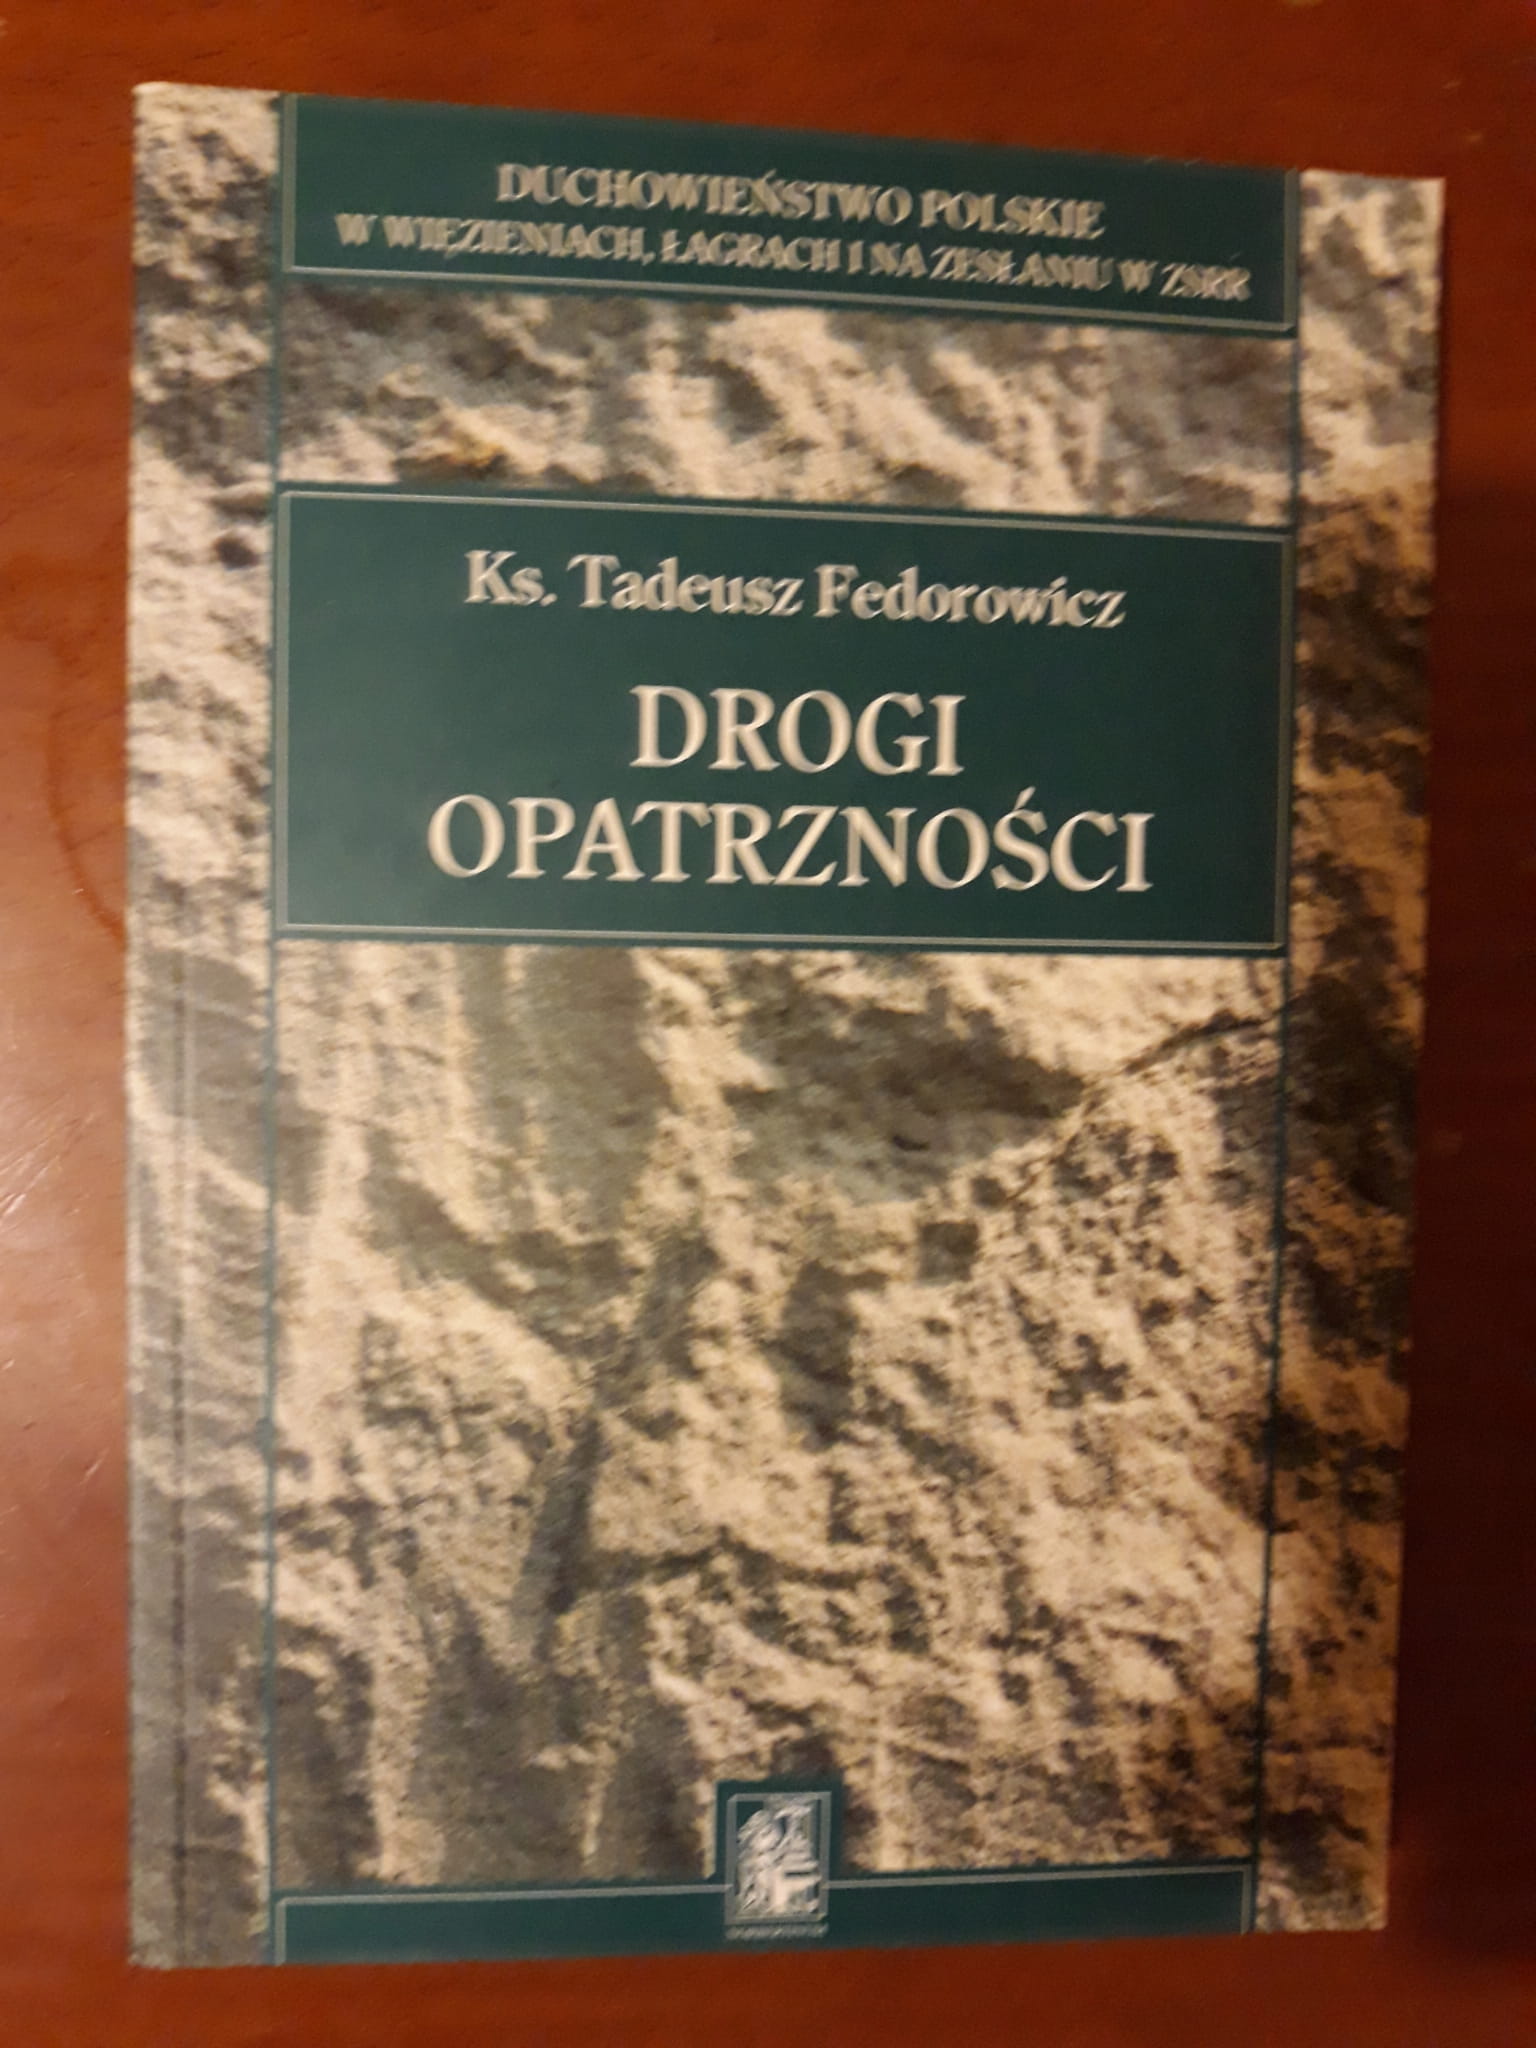 DUCHOWIEŃSTWO POLSKIE
W WIĘZIENIACH, ŁAGRACH I NA ZESŁANIU W ZSRR
Ks. Tadeusz Fedorowicz
DROGI
OPATRZNOŚCI